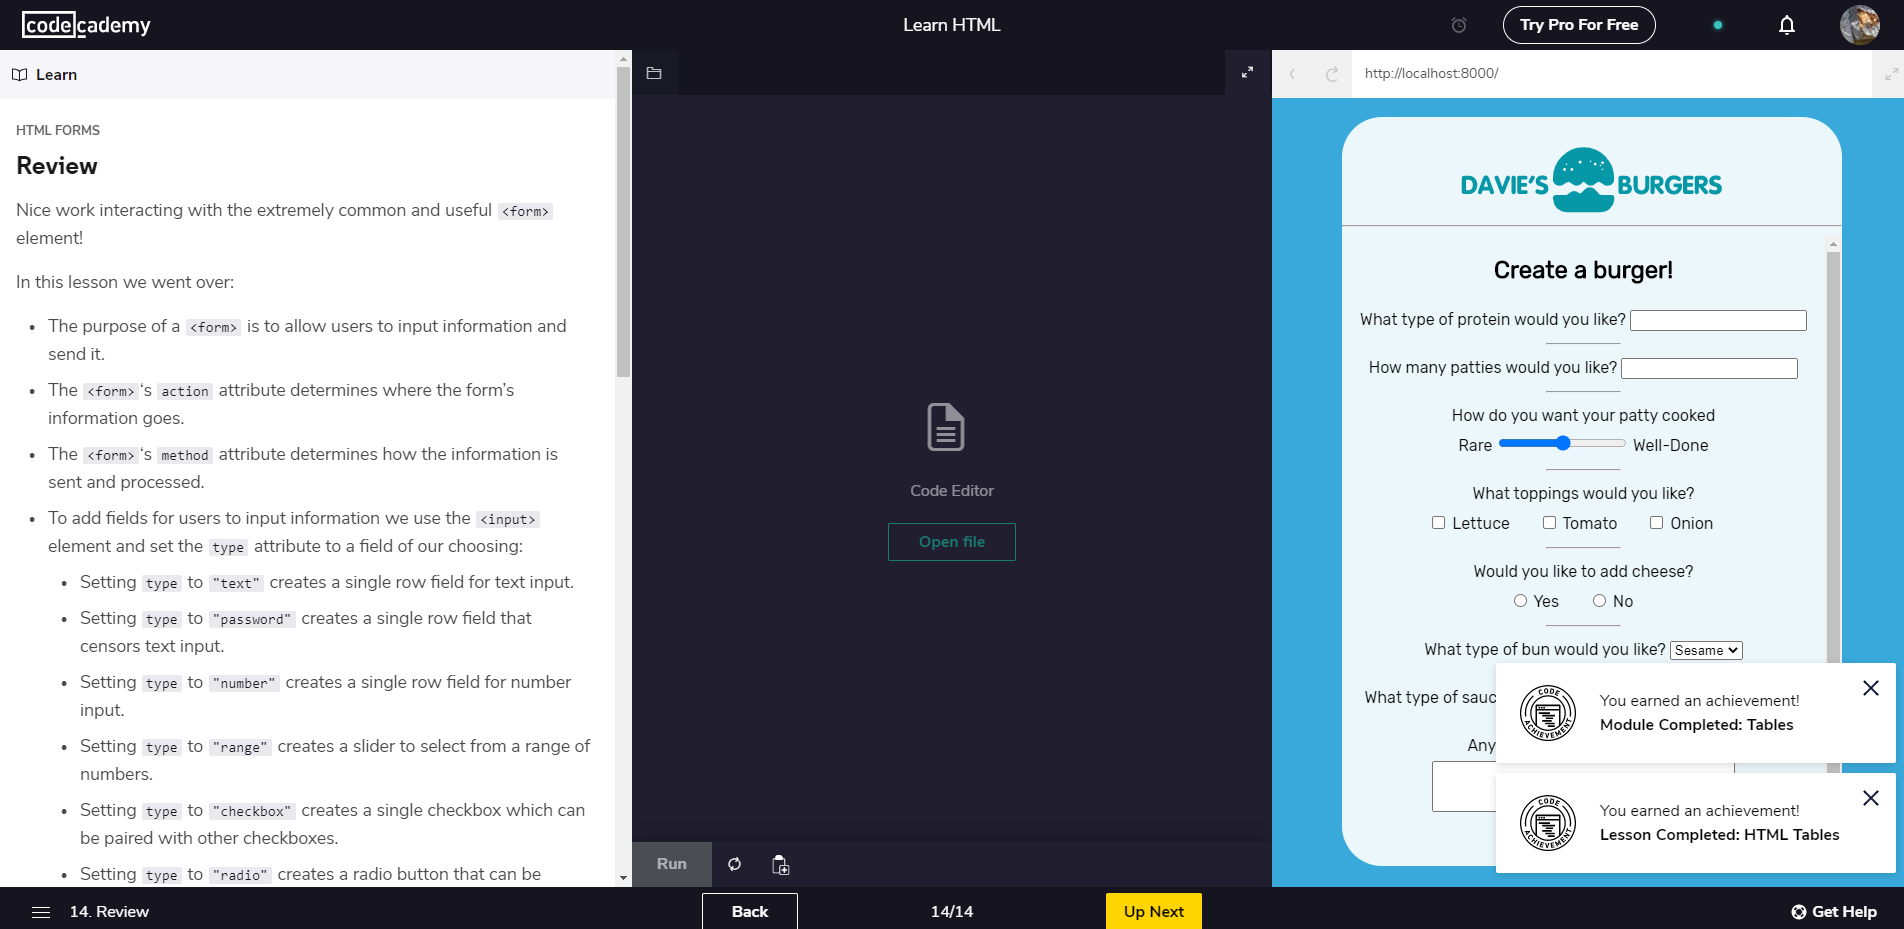 codecademy
Learn HTML
Try Pro For Free
Learn
http://localhost:8000/
HTML FORMS
Review
Nice work interacting with the extremely common and useful <form>
element!
In this lesson we went over:
• The purpose of a <form> is to allow users to input information and
send it.
• The <form>‘s action attribute determines where the form’s
information goes.
• The <form>‘s method attribute determines how the information is
sent and processed.
• To add fields for users to input information we use the <input>
element and set the type attribute to a field of our choosing:
• Setting type to "text" creates a single row field for text input.
• Setting type to "password" creates a single row field that
censors text input.
• Setting type to "number" creates a single row field for number
input.
• Setting type to "range" creates a slider to select from a range of
numbers.
• Setting type to "checkbox" creates a single checkbox which can
be paired with other checkboxes.
• Setting type to "radio" creates a radio button that can be
Code Editor
Open file
Run
DAVIE'S BURGERS
Create a burger!
What type of protein would you like?
How many patties would you like?
How do you want your patty cooked
Rare Well-Done
What toppings would you like?
Lettuce Tomato Onion
Would you like to add cheese?
Yes No
What type of bun would you like? Sesame
What type of sauc
Any
CODE ACHIEVEMENT
You earned an achievement!
Module Completed: Tables
CODE ACHIEVEMENT
You earned an achievement!
Lesson Completed: HTML Tables
14. Review
Back
14/14
Up Next
Get Help